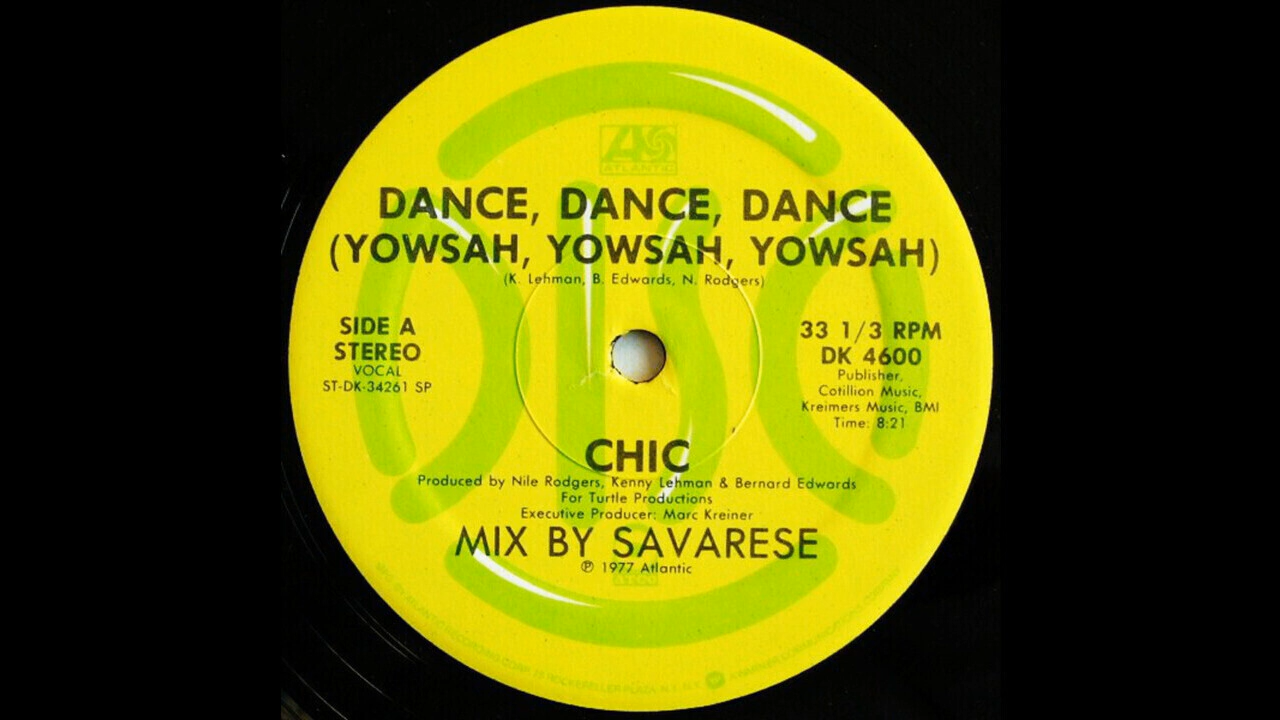 ATLANTIC
DANCE, DANCE, DANCE
(YOWSAH, YOWSAH, YOWSAH)
(K. Lehman, B. Edwards, N. Rodgers)
SIDE A
STEREO
VOCAL
ST-DK-34261 SP
33 1/3 RPM
DK 4600
Publisher,
Cotillion Music,
Kreimers Music, BMI
Time: 8:21
DISCO
CHIC
Produced by Nile Rodgers, Kenny Lehman & Bernard Edwards
For Turtle Productions
Executive Producer: Marc Kreiner
MIX BY SAVARESE
℗ 1977 Atlantic
ATCO